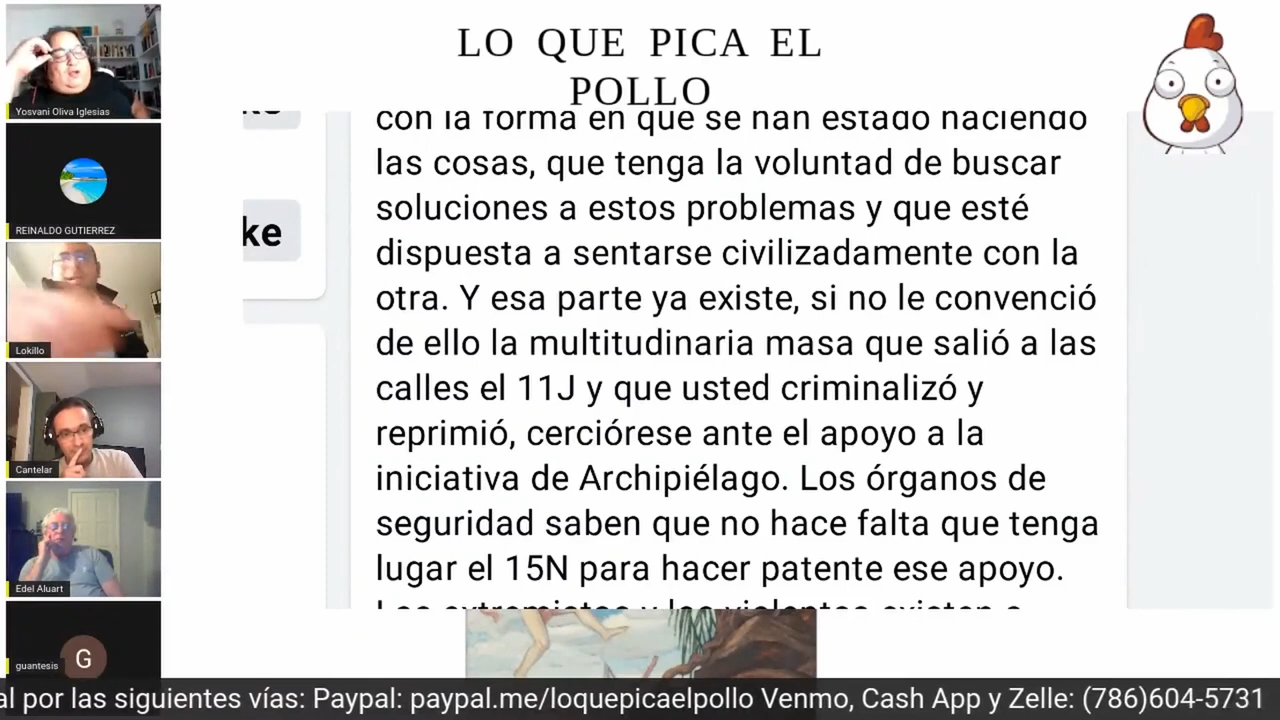 LO QUE PICA EL
POLLO
Yosvani Oliva Iglesias
REINALDO GUTIERREZ
Lokillo
Cantelar
Edel Aluart
G
guantesis
ke
con la forma en que se han estado haciendo
las cosas, que tenga la voluntad de buscar
soluciones a estos problemas y que esté
dispuesta a sentarse civilizadamente con la
otra. Y esa parte ya existe, si no le convenció
de ello la multitudinaria masa que salió a las
calles el 11J y que usted criminalizó y
reprimió, cerciórese ante el apoyo a la
iniciativa de Archipiélago. Los órganos de
seguridad saben que no hace falta que tenga
lugar el 15N para hacer patente ese apoyo.
Los extremistas y los violentos existen a
al por las siguientes vías: Paypal: paypal.me/loquepicaelpollo Venmo, Cash App y Zelle: (786)604-5731